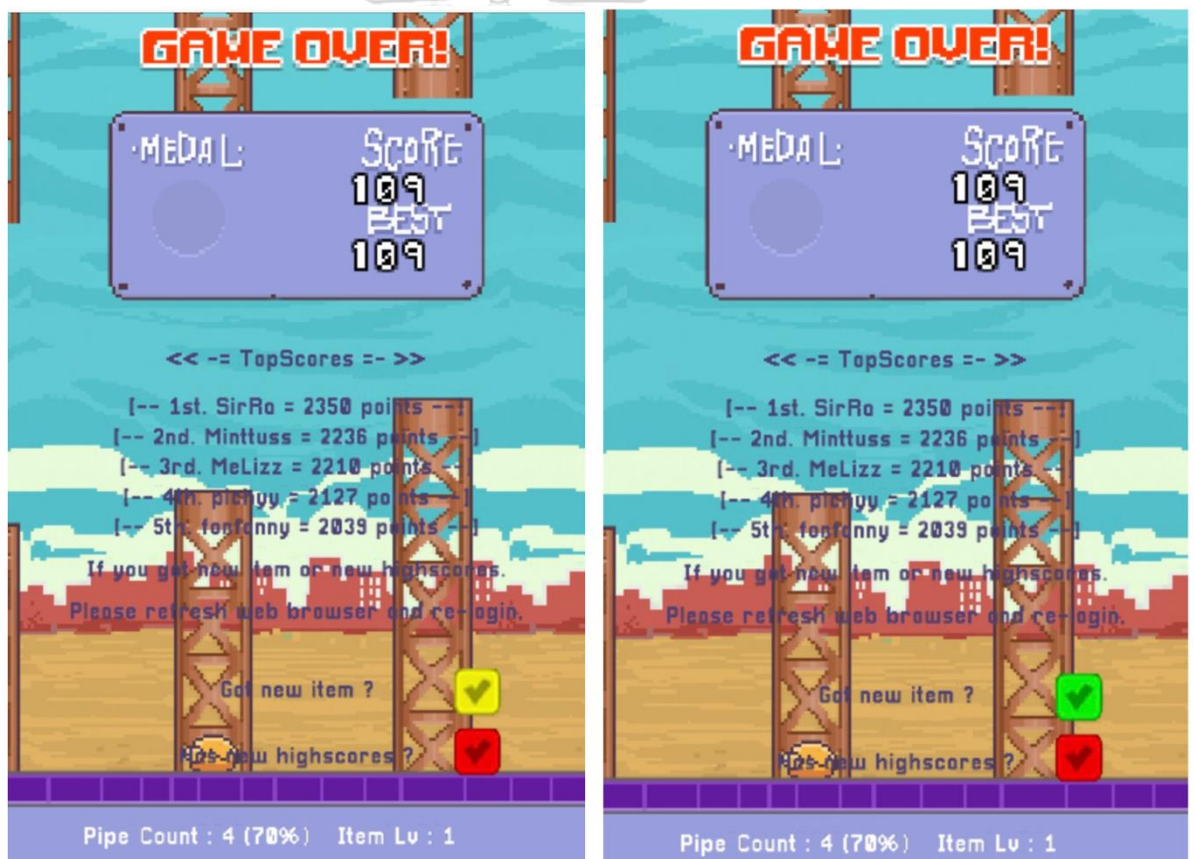 GAME OVER!
MEDAL
SCORE
109
BEST
109
<< -= TopScores =- >>
[-- 1st. SirRo = 2350 points --]
[-- 2nd. Minttuss = 2236 points --]
[-- 3rd. MeLizz = 2210 points --]
[-- 4th. pichyy = 2127 points --]
[-- 5th. fonfanny = 2039 points --]
If you got new item or new highscores.
Please refresh web browser and re-login.
Got new item ?
Has new highscores ?
Pipe Count : 4 (70%) Item Lv : 1
GAME OVER!
MEDAL
SCORE
109
BEST
109
<< -= TopScores =- >>
[-- 1st. SirRo = 2350 points --]
[-- 2nd. Minttuss = 2236 points --]
[-- 3rd. MeLizz = 2210 points --]
[-- 4th. pichyy = 2127 points --]
[-- 5th. fonfanny = 2039 points --]
If you got new item or new highscores.
Please refresh web browser and re-login.
Got new item ?
Has new highscores ?
Pipe Count : 4 (70%) Item Lv : 1